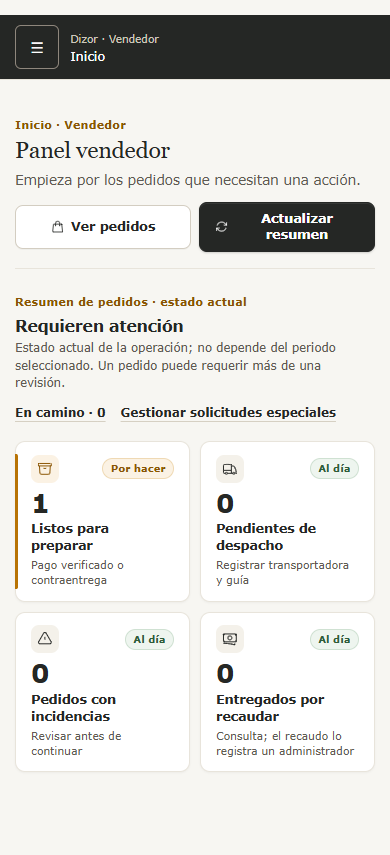 Dizor · Vendedor
Inicio
Inicio · Vendedor
Panel vendedor
Empieza por los pedidos que necesitan una acción.
Ver pedidos
Actualizar
resumen
Resumen de pedidos · estado actual
Requieren atención
Estado actual de la operación; no depende del periodo
seleccionado. Un pedido puede requerir más de una
revisión.
En camino · 0 Gestionar solicitudes especiales
Por hacer
1
Listos para
preparar
Pago verificado o
contraentrega
Al día
0
Pendientes de
despacho
Registrar transportadora
y guía
Al día
0
Pedidos con
incidencias
Revisar antes de
continuar
Al día
0
Entregados por
recaudar
Consulta; el recaudo lo
registra un administrador